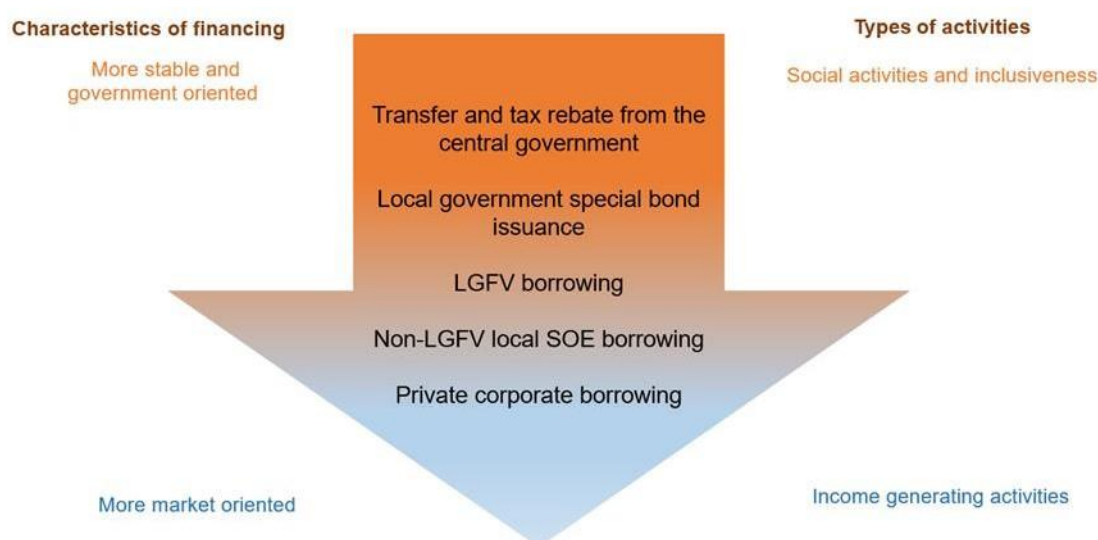 Characteristics of financing
Types of activities
More stable and
government oriented
Social activities and inclusiveness
Transfer and tax rebate from the
central government
Local government special bond
issuance
LGFV borrowing
Non-LGFV local SOE borrowing
Private corporate borrowing
More market oriented
Income generating activities